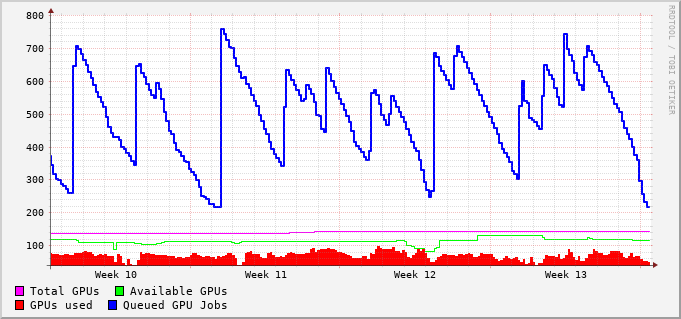 800
700
600
500
400
300
200
100
Week 10 Week 11 Week 12 Week 13
Total GPUs Available GPUs
GPUs used Queued GPU Jobs
RRDTOOL / TOBI OETIKER